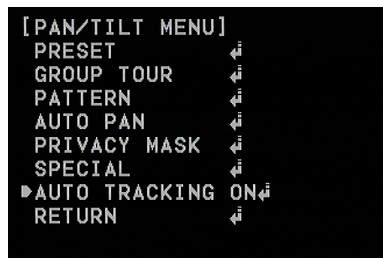 [PAN/TILT MENU]
PRESET ↲
GROUP TOUR ↲
PATTERN ↲
AUTO PAN ↲
PRIVACY MASK ↲
SPECIAL ↲
AUTO TRACKING ON↲
RETURN ↲